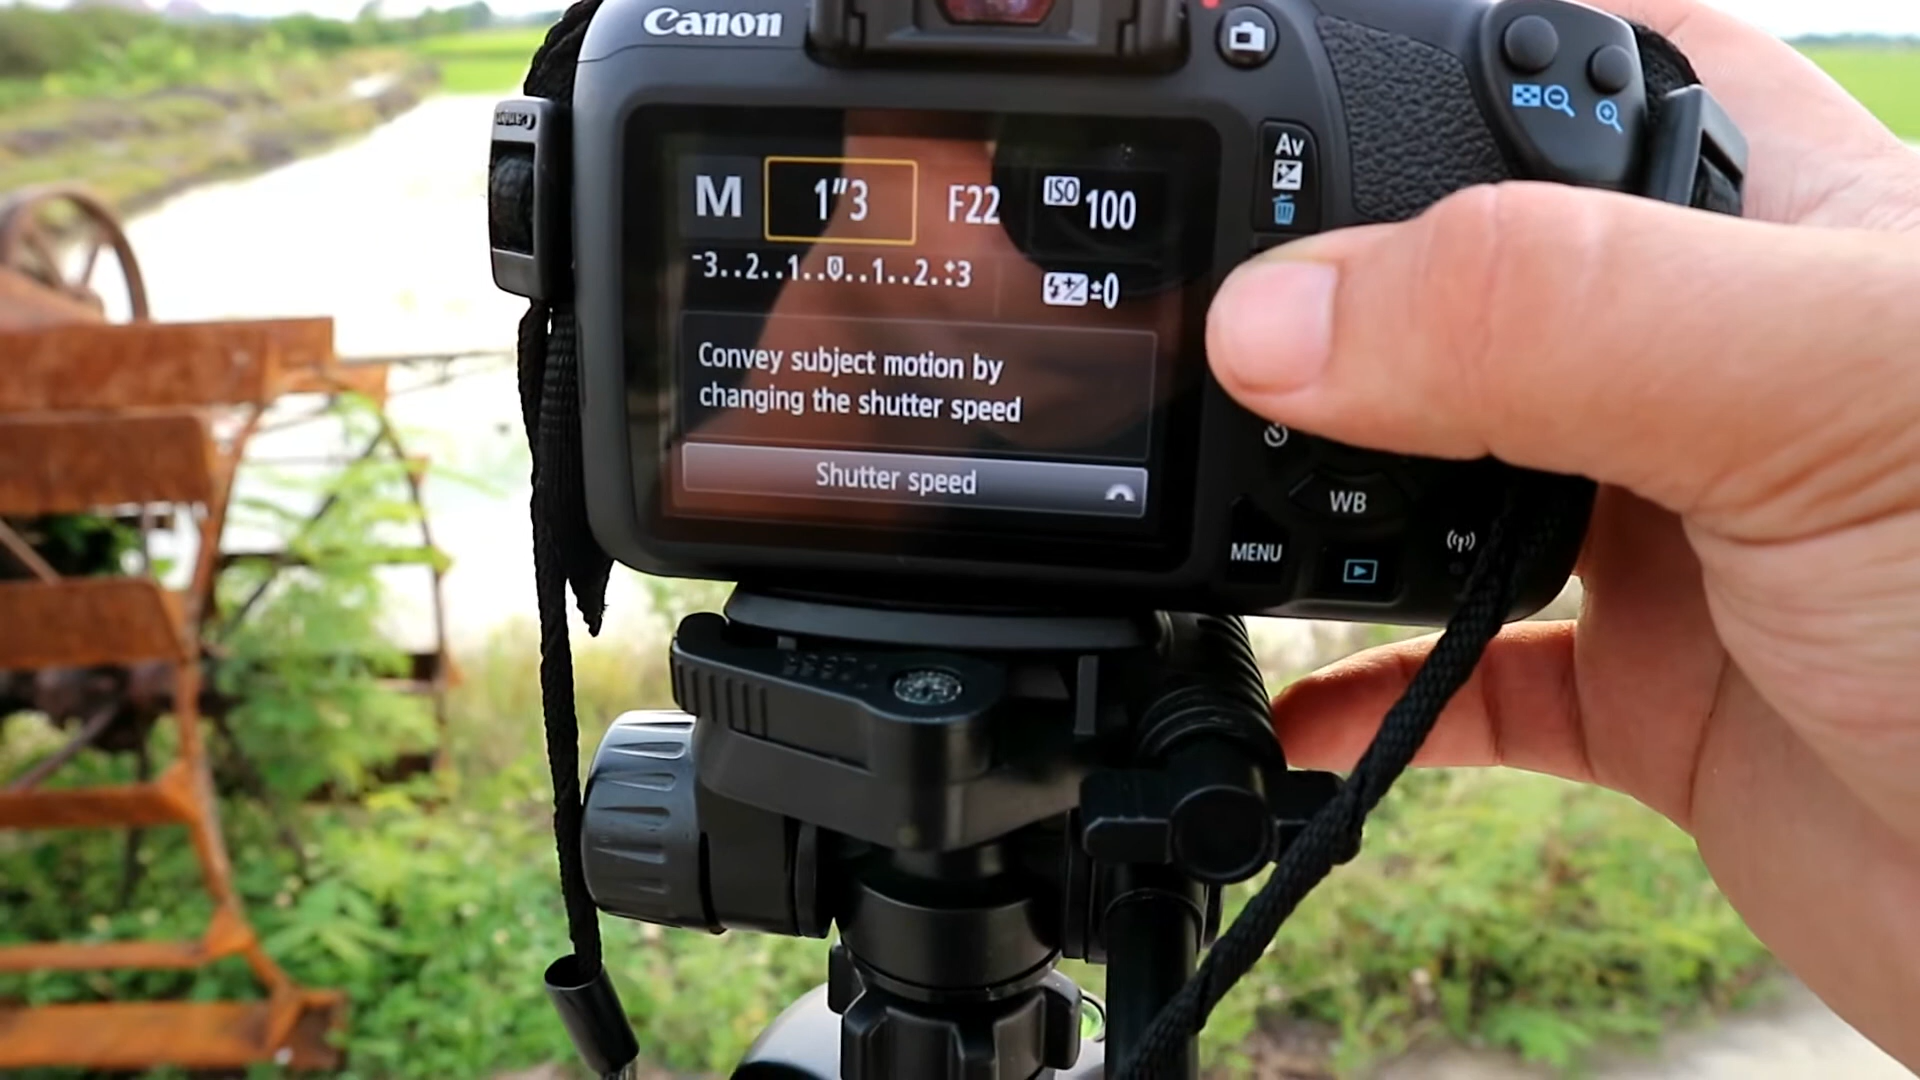 Canon
Canon
M 1"3 F22 ISO 100
-3..2..1..0..1..2..+3
±0
Convey subject motion by
changing the shutter speed
Shutter speed
Av
WB
MENU